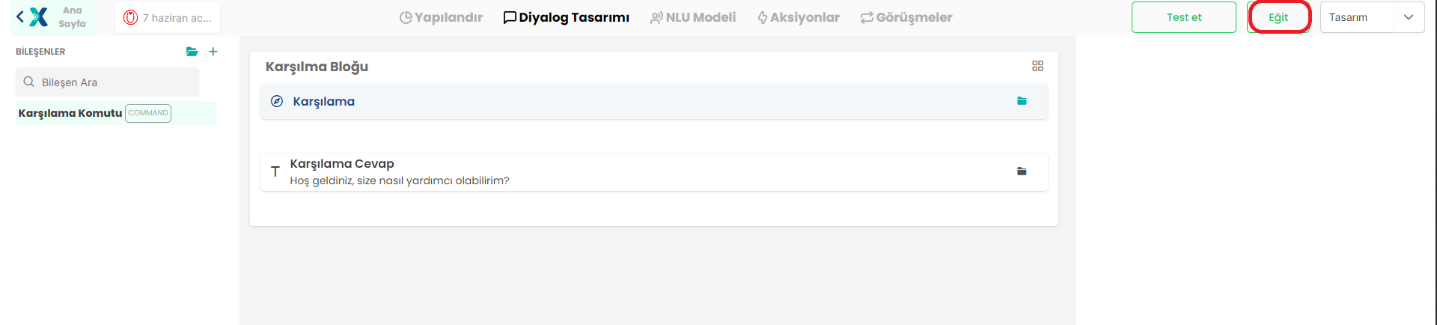 Ana
Sayfa
7 haziran ac...
Yapılandır
Diyalog Tasarımı
NLU Modeli
Aksiyonlar
Görüşmeler
Test et
Eğit
Tasarım
BİLEŞENLER
Bileşen Ara
Karşılama Komutu COMMAND
Karşılma Bloğu
Karşılama
Karşılama Cevap
Hoş geldiniz, size nasıl yardımcı olabilirim?